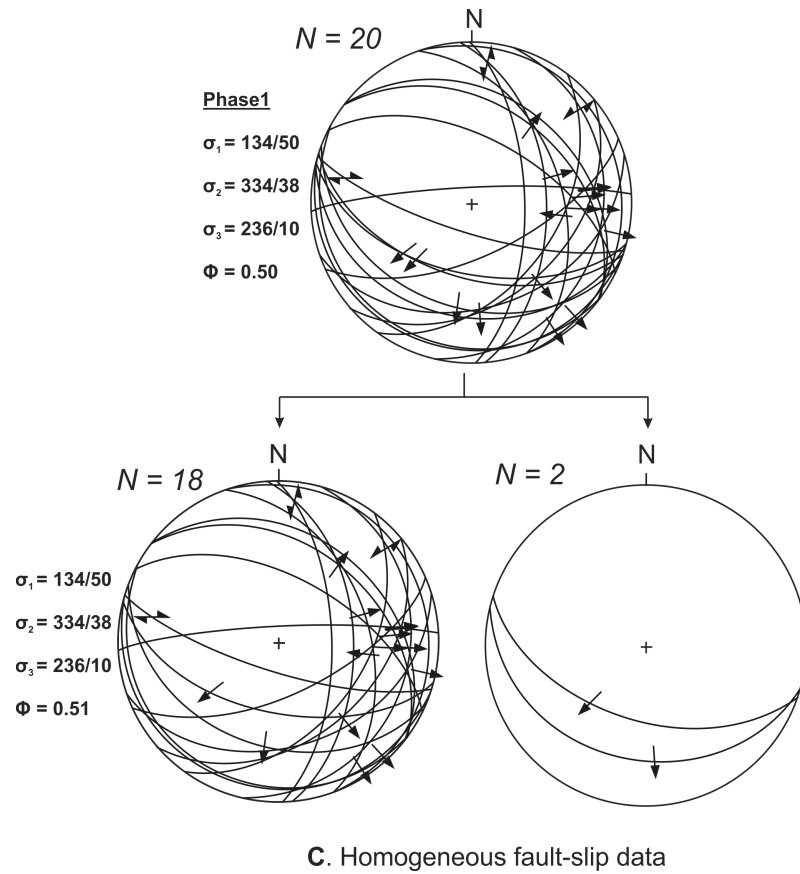 N
N = 20
Phase1
σ₁ = 134/50
σ₂ = 334/38
σ₃ = 236/10
Φ = 0.50
N
N = 18
N
N = 2
σ₁ = 134/50
σ₂ = 334/38
σ₃ = 236/10
Φ = 0.51
C. Homogeneous fault-slip data